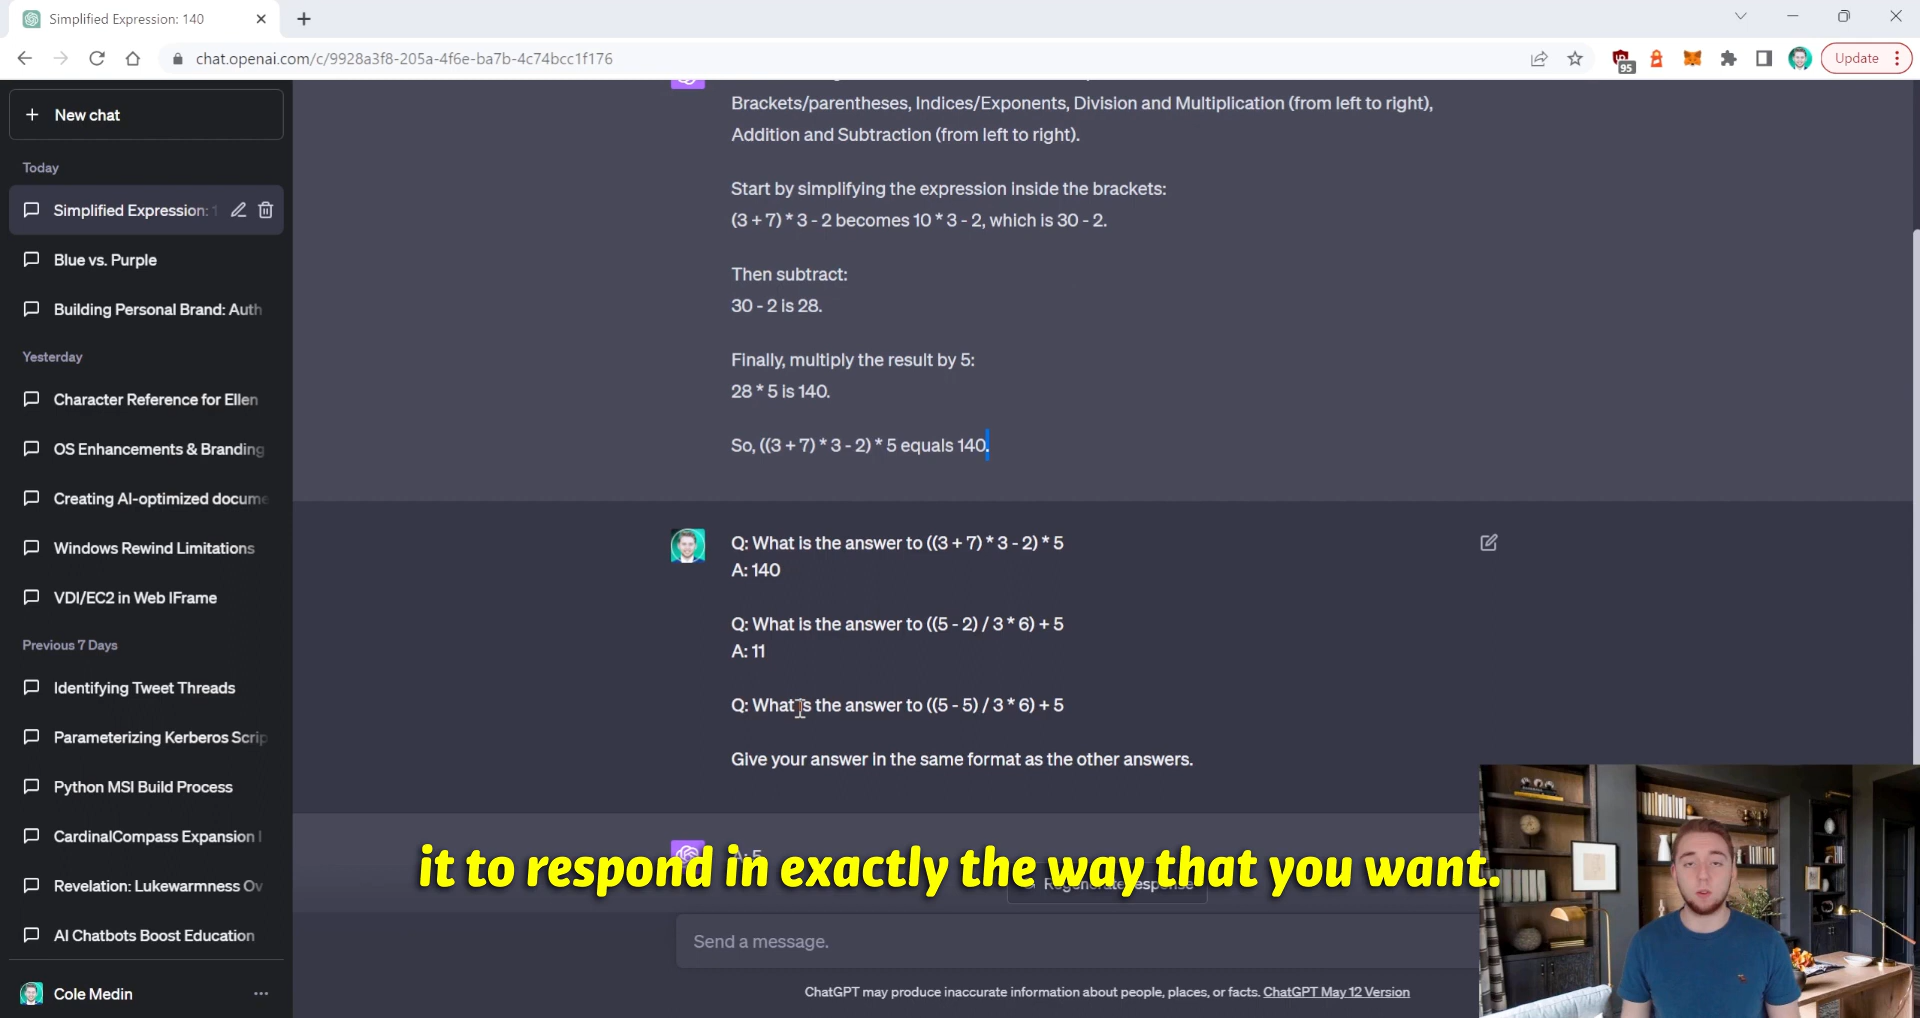 Simplified Expression: 140
chat.openai.com/c/9928a3f8-205a-4f6e-ba7b-4c74bcc1f176
95
Update
New chat
Today
Simplified Expression: 1
Blue vs. Purple
Building Personal Brand: Auth
Yesterday
Character Reference for Ellen
OS Enhancements & Branding
Creating AI-optimized docume
Windows Rewind Limitations
VDI/EC2 in Web IFrame
Previous 7 Days
Identifying Tweet Threads
Parameterizing Kerberos Scrip
Python MSI Build Process
CardinalCompass Expansion I
Revelation: Lukewarmness Ov
AI Chatbots Boost Education
Cole Medin
Brackets/parentheses, Indices/Exponents, Division and Multiplication (from left to right),
Addition and Subtraction (from left to right).
Start by simplifying the expression inside the brackets:
(3 + 7) * 3 - 2 becomes 10 * 3 - 2, which is 30 - 2.
Then subtract:
30 - 2 is 28.
Finally, multiply the result by 5:
28 * 5 is 140.
So, ((3 + 7) * 3 - 2) * 5 equals 140.
Q: What is the answer to ((3 + 7) * 3 - 2) * 5
A: 140
Q: What is the answer to ((5 - 2) / 3 * 6) + 5
A: 11
Q: What is the answer to ((5 - 5) / 3 * 6) + 5
Give your answer in the same format as the other answers.
A: 5
it to respond in exactly the way that you want.
Regenerate response
Send a message.
ChatGPT may produce inaccurate information about people, places, or facts. ChatGPT May 12 Version